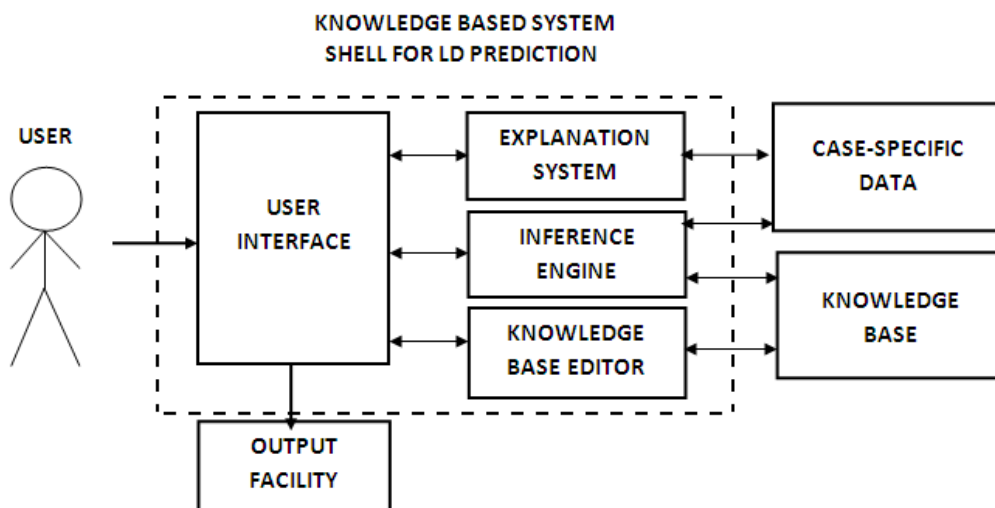 KNOWLEDGE BASED SYSTEM
SHELL FOR LD PREDICTION
USER
USER
INTERFACE
EXPLANATION
SYSTEM
INFERENCE
ENGINE
KNOWLEDGE
BASE EDITOR
CASE-SPECIFIC
DATA
KNOWLEDGE
BASE
OUTPUT
FACILITY